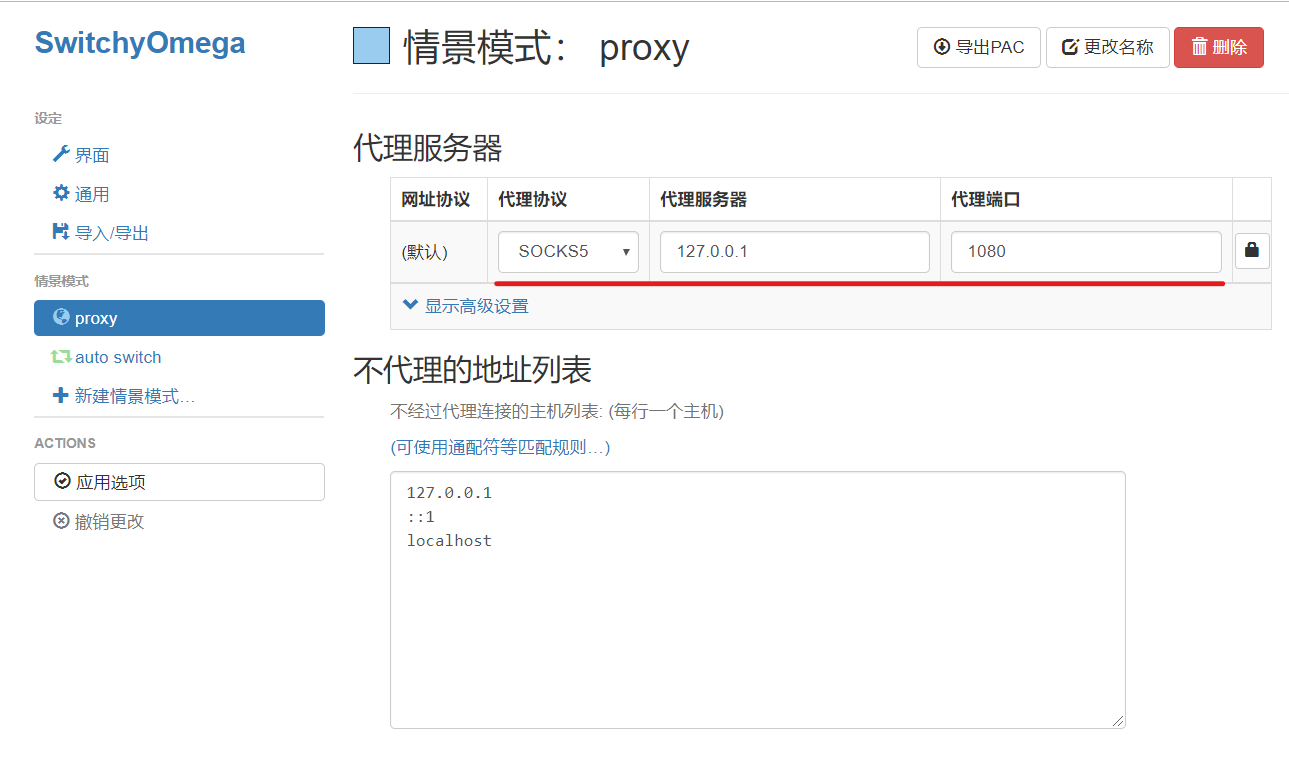 SwitchyOmega
设定
界面
通用
导入/导出
情景模式
proxy
auto switch
新建情景模式…
ACTIONS
应用选项
撤销更改
情景模式： proxy
导出PAC 更改名称 删除
代理服务器
网址协议 代理协议 代理服务器 代理端口
(默认) SOCKS5 127.0.0.1 1080
显示高级设置
不代理的地址列表
不经过代理连接的主机列表: (每行一个主机)
(可使用通配符等匹配规则…)
127.0.0.1
::1
localhost